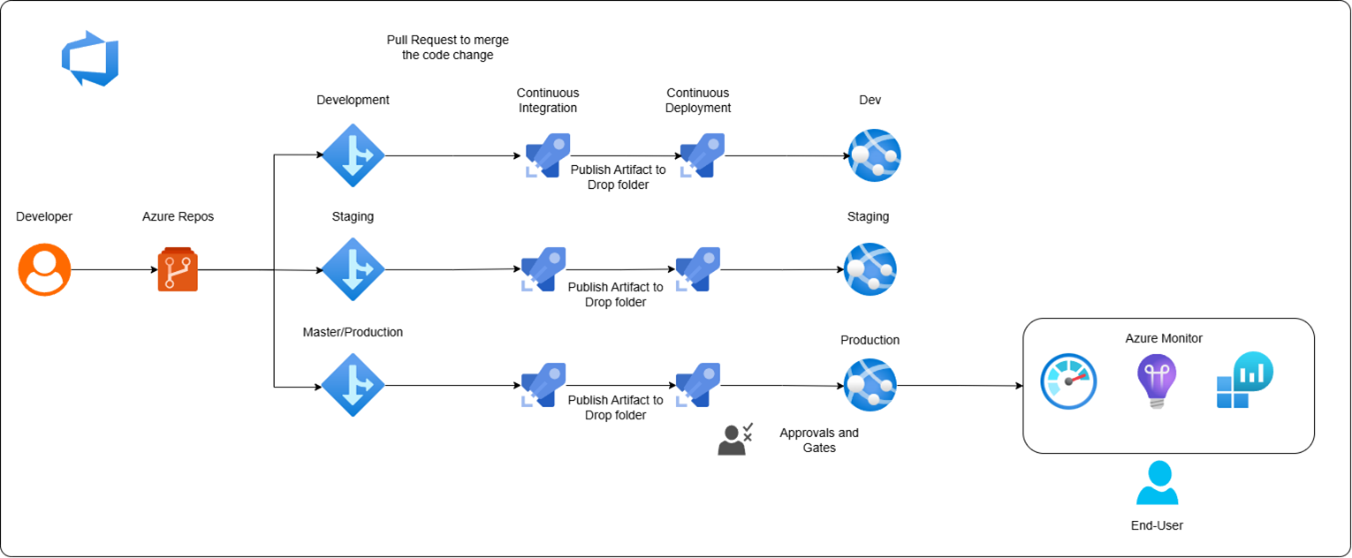 Pull Request to merge
the code change
Development
Continuous
Integration
Continuous
Deployment
Dev
Publish Artifact to
Drop folder
Developer
Azure Repos
Staging
Staging
Publish Artifact to
Drop folder
Master/Production
Production
Azure Monitor
Publish Artifact to
Drop folder
Approvals and
Gates
End-User